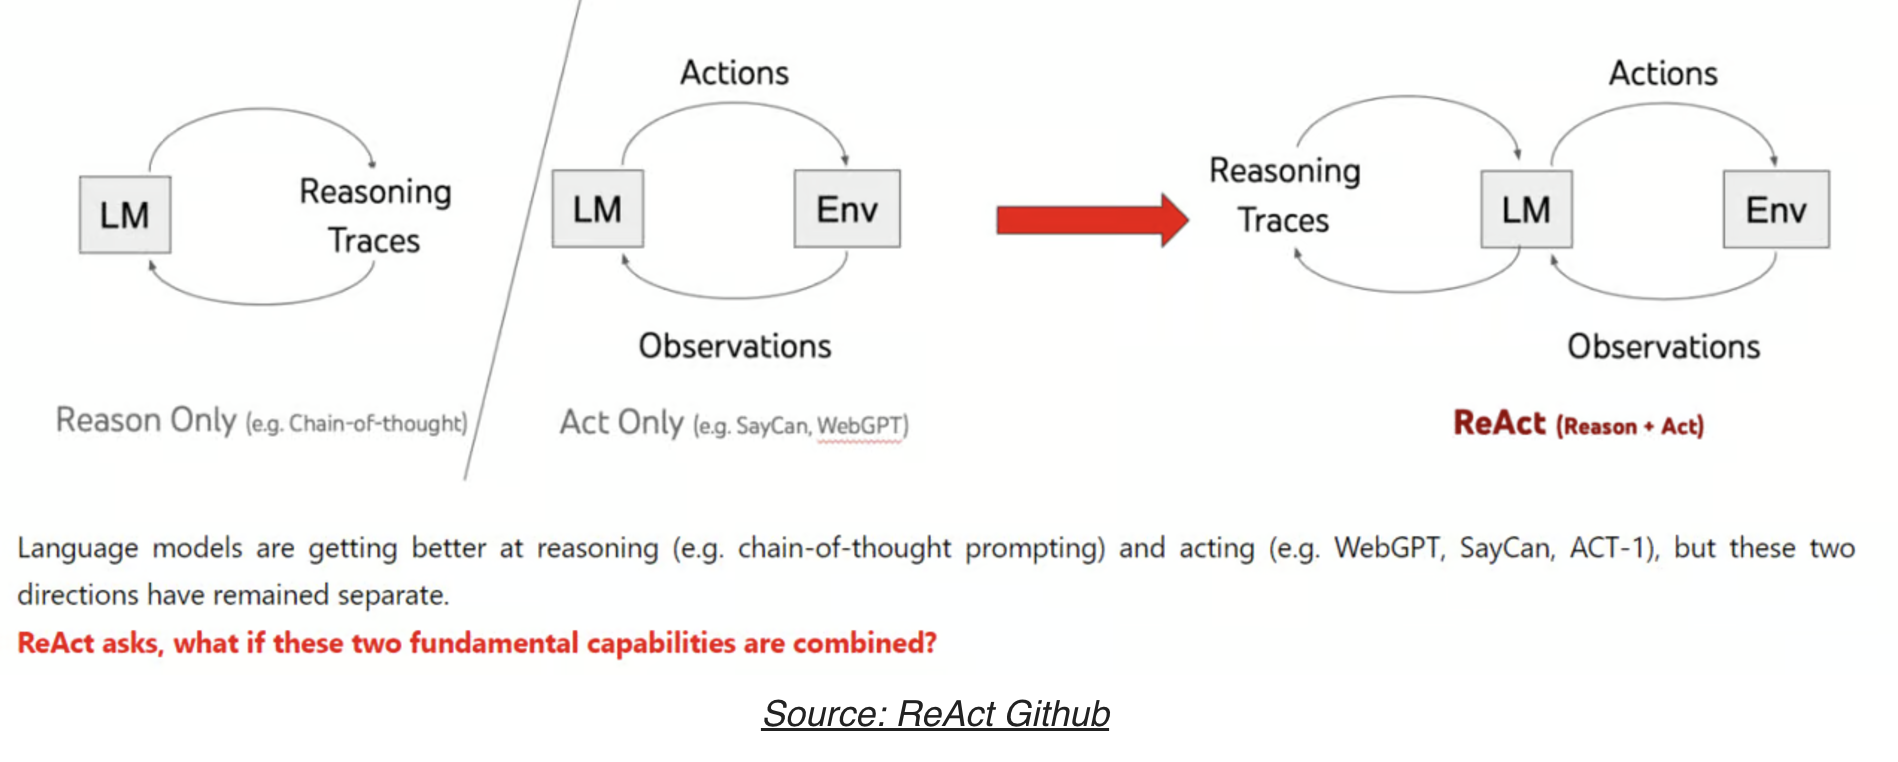 LM
Reasoning
Traces
Reason Only (e.g. Chain-of-thought)
Actions
LM
Env
Observations
Act Only (e.g. SayCan, WebGPT)
Reasoning
Traces
Actions
LM
Env
Observations
ReAct (Reason + Act)
Language models are getting better at reasoning (e.g. chain-of-thought prompting) and acting (e.g. WebGPT, SayCan, ACT-1), but these two
directions have remained separate.
ReAct asks, what if these two fundamental capabilities are combined?
Source: ReAct Github